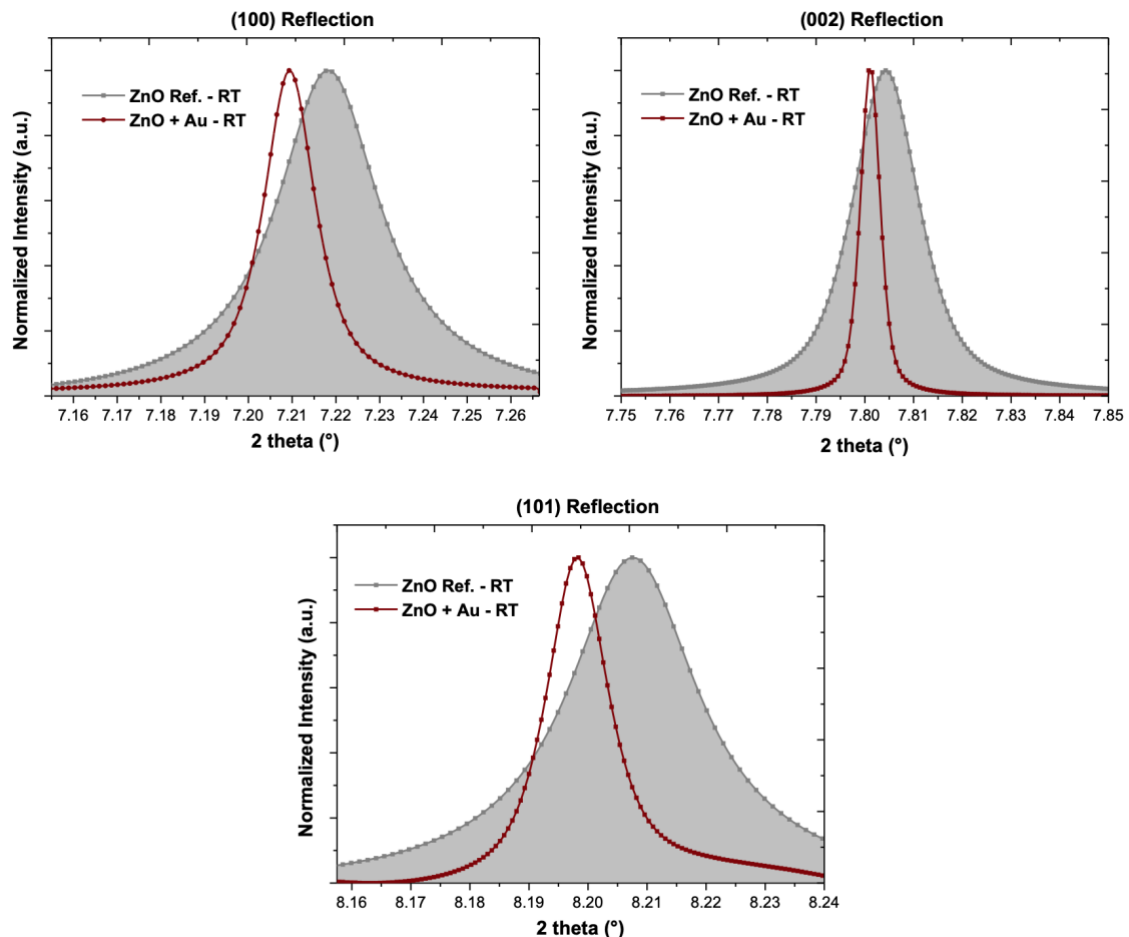 (100) Reflection
ZnO Ref. - RT
ZnO + Au - RT
Normalized Intensity (a.u.)
7.16 7.17 7.18 7.19 7.20 7.21 7.22 7.23 7.24 7.25 7.26
2 theta (°)
(002) Reflection
ZnO Ref. - RT
ZnO + Au - RT
Normalized Intensity (a.u.)
7.75 7.76 7.77 7.78 7.79 7.80 7.81 7.82 7.83 7.84 7.85
2 theta (°)
(101) Reflection
ZnO Ref. - RT
ZnO + Au - RT
Normalized Intensity (a.u.)
8.16 8.17 8.18 8.19 8.20 8.21 8.22 8.23 8.24
2 theta (°)